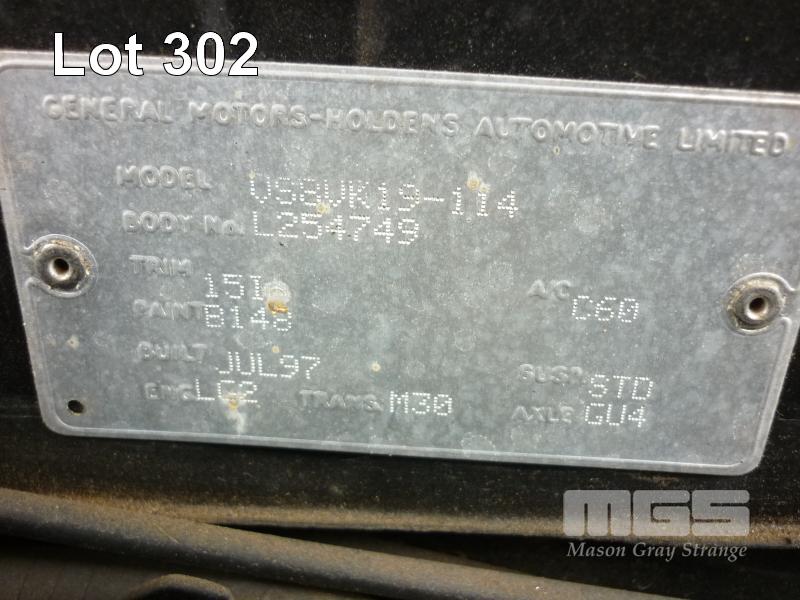 Lot 302
GENERAL MOTORS-HOLDENS AUTOMOTIVE LIMITED
MODEL VS8VK19-114
BODY NO. L254749
TRIM 15I
A/C C60
PAINT B148
BUILT JUL97
SUSP STD
ENG LG2 TRANS M30 AXLE GU4
MGS
Mason Gray Strange